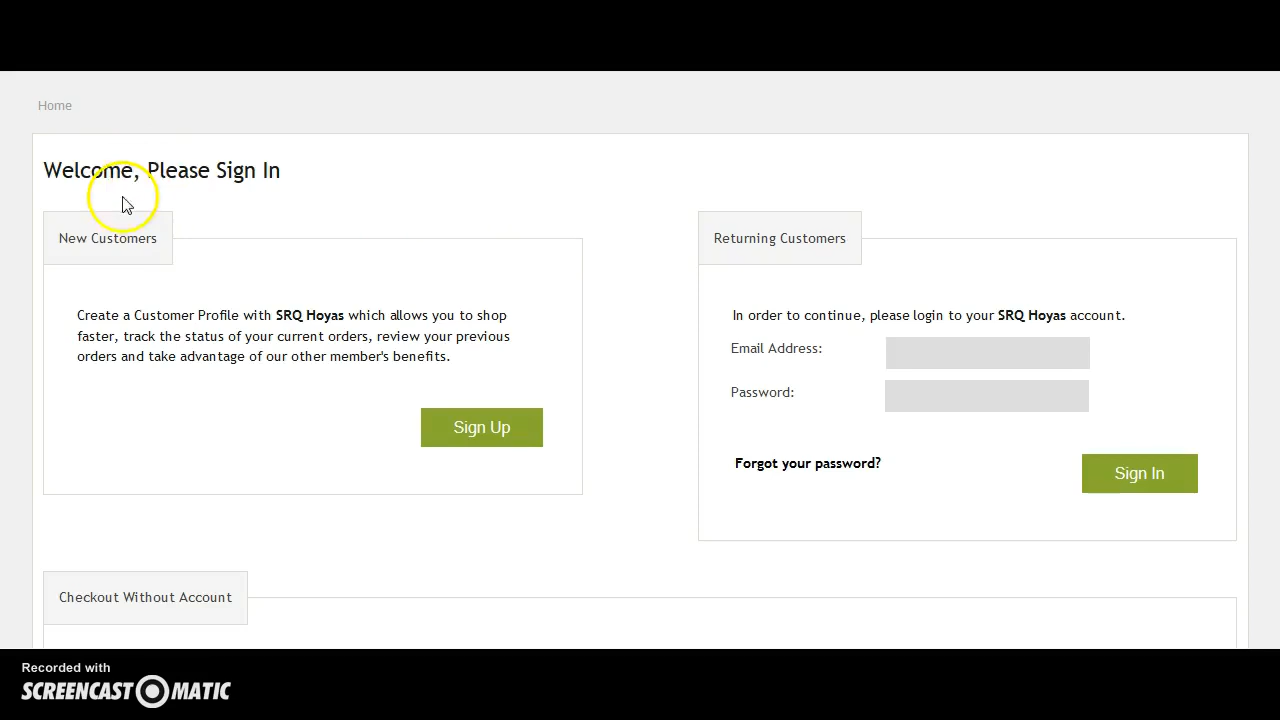 Home
Welcome, Please Sign In
New Customers
Create a Customer Profile with SRQ Hoyas which allows you to shop
faster, track the status of your current orders, review your previous
orders and take advantage of our other member's benefits.
Sign Up
Returning Customers
In order to continue, please login to your SRQ Hoyas account.
Email Address:
Password:
Forgot your password?
Sign In
Checkout Without Account
Recorded with
SCREENCAST MATIC